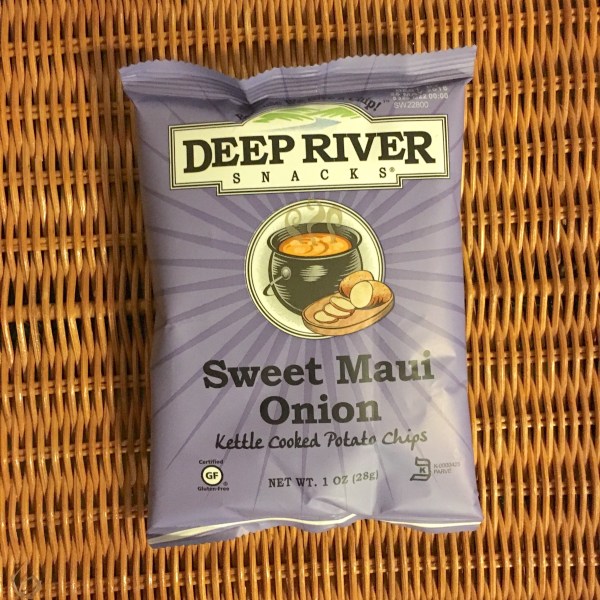 DEEP RIVER
SNACKS®
Sweet Maui
Onion
Kettle Cooked Potato Chips
Certified
GF
Gluten-Free
NET WT. 1 OZ (28g)
K